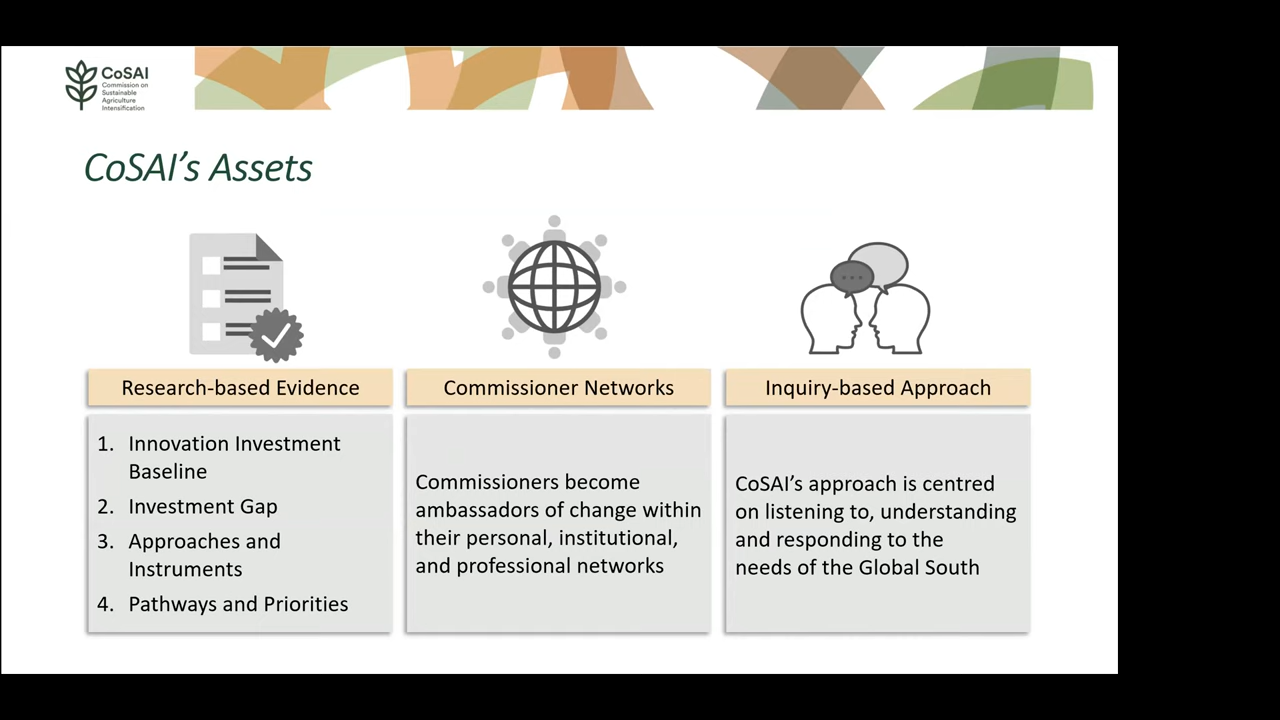 CoSAI
Commission on
Sustainable
Agriculture
Intensification
CoSAI's Assets
Research-based Evidence
1. Innovation Investment
Baseline
2. Investment Gap
3. Approaches and
Instruments
4. Pathways and Priorities
Commissioner Networks
Commissioners become
ambassadors of change within
their personal, institutional,
and professional networks
Inquiry-based Approach
CoSAI’s approach is centred
on listening to, understanding
and responding to the
needs of the Global South